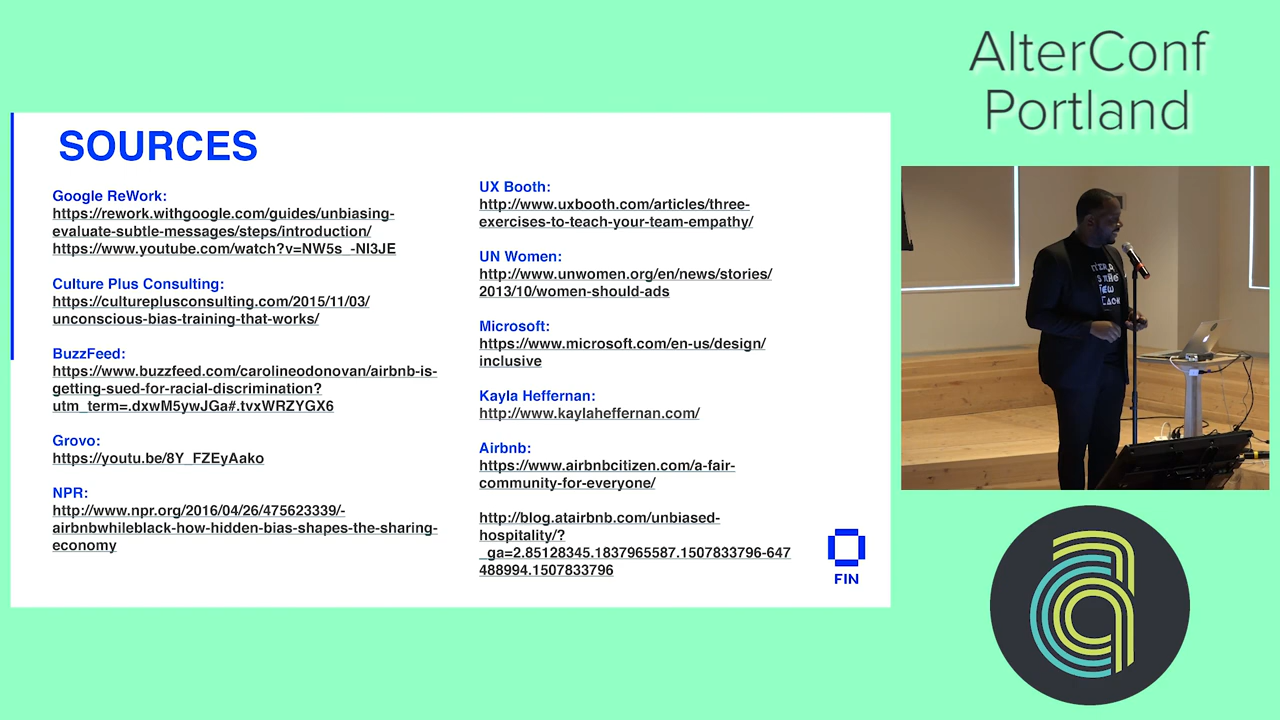 AlterConf
Portland
SOURCES
Google ReWork:
https://rework.withgoogle.com/guides/unbiasing-
evaluate-subtle-messages/steps/introduction/
https://www.youtube.com/watch?v=NW5s_-Nl3JE
Culture Plus Consulting:
https://cultureplusconsulting.com/2015/11/03/
unconscious-bias-training-that-works/
BuzzFeed:
https://www.buzzfeed.com/carolineodonovan/airbnb-is-
getting-sued-for-racial-discrimination?
utm_term=.dxwM5ywJGa#.tvxWRZYGX6
Grovo:
https://youtu.be/8Y_FZEyAako
NPR:
http://www.npr.org/2016/04/26/475623339/-
airbnbwhileblack-how-hidden-bias-shapes-the-sharing-
economy
UX Booth:
http://www.uxbooth.com/articles/three-
exercises-to-teach-your-team-empathy/
UN Women:
http://www.unwomen.org/en/news/stories/
2013/10/women-should-ads
Microsoft:
https://www.microsoft.com/en-us/design/
inclusive
Kayla Heffernan:
http://www.kaylaheffernan.com/
Airbnb:
https://www.airbnbcitizen.com/a-fair-
community-for-everyone/
http://blog.atairbnb.com/unbiased-
hospitality/?
_ga=2.85128345.1837965587.1507833796-647
488994.1507833796
FIN